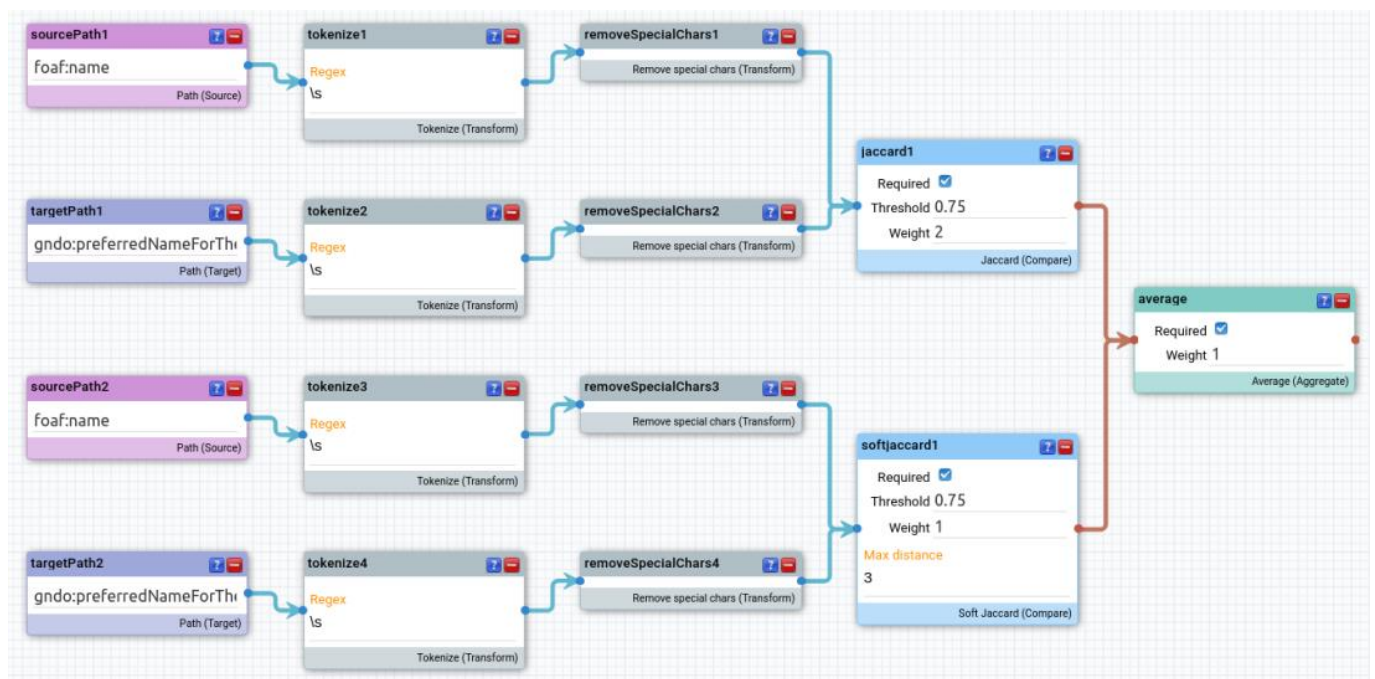 sourcePath1
foaf:name
Path (Source)
tokenize1
Regex
\s
Tokenize (Transform)
removeSpecialChars1
Remove special chars (Transform)
targetPath1
gndo:preferredNameForThe
Path (Target)
tokenize2
Regex
\s
Tokenize (Transform)
removeSpecialChars2
Remove special chars (Transform)
jaccard1
Required
Threshold 0.75
Weight 2
Jaccard (Compare)
sourcePath2
foaf:name
Path (Source)
tokenize3
Regex
\s
Tokenize (Transform)
removeSpecialChars3
Remove special chars (Transform)
targetPath2
gndo:preferredNameForThe
Path (Target)
tokenize4
Regex
\s
Tokenize (Transform)
removeSpecialChars4
Remove special chars (Transform)
softjaccard1
Required
Threshold 0.75
Weight 1
Max distance
3
Soft Jaccard (Compare)
average
Required
Weight 1
Average (Aggregate)